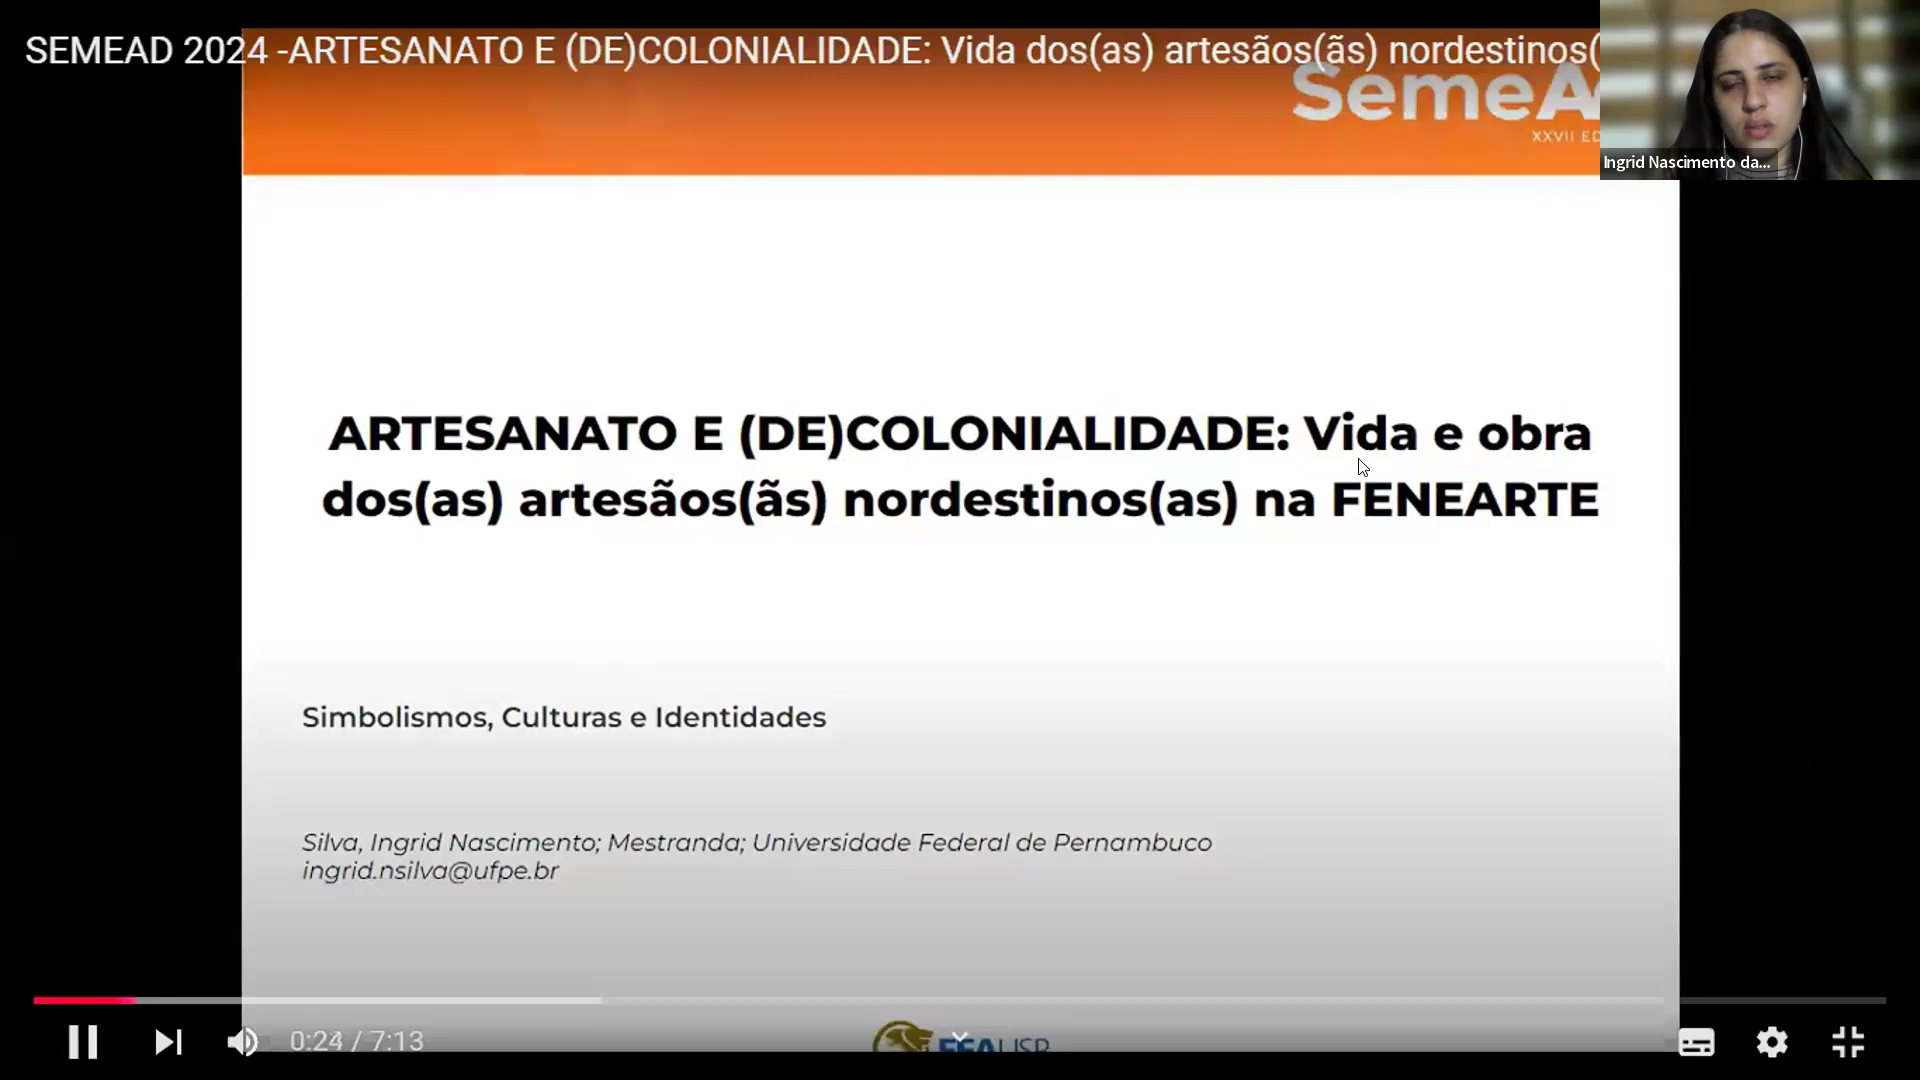 SEMEAD 2024 -ARTESANATO E (DE)COLONIALIDADE: Vida dos(as) artesãos(ãs) nordestinos(
SemeA
XXVII ED
Ingrid Nascimento da...
ARTESANATO E (DE)COLONIALIDADE: Vida e obra
dos(as) artesãos(ãs) nordestinos(as) na FENEARTE
Simbolismos, Culturas e Identidades
Silva, Ingrid Nascimento; Mestranda; Universidade Federal de Pernambuco
ingrid.nsilva@ufpe.br
0:24 / 7:13
FEAUSP